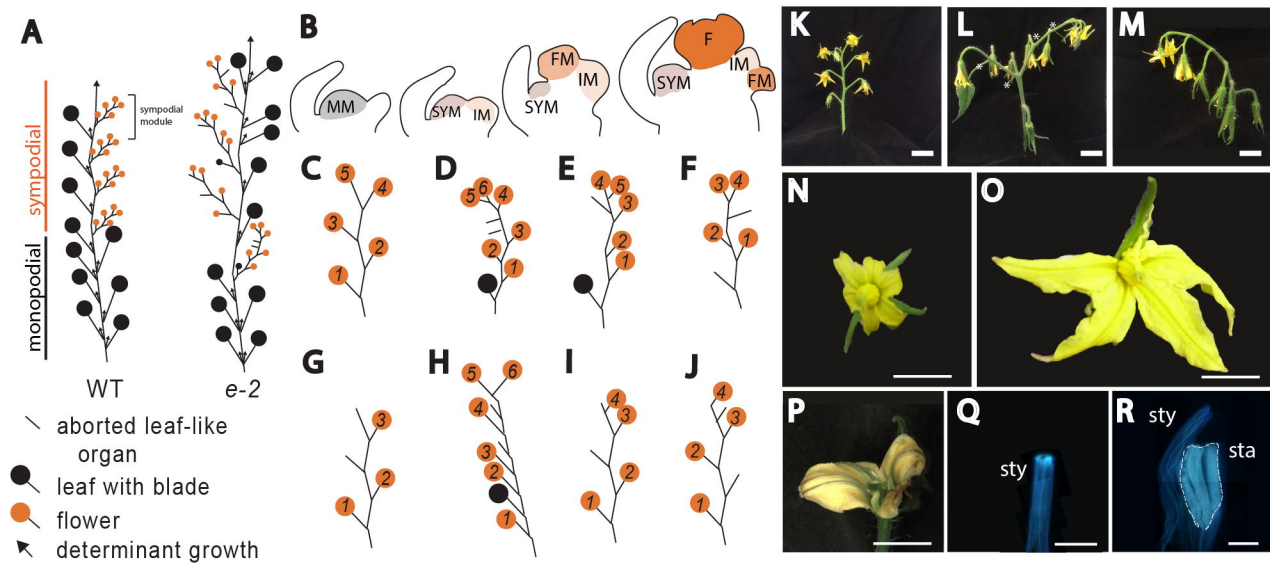 A
sympodial
monopodial
sympodial
module
WT
e-2
aborted leaf-like
organ
leaf with blade
flower
determinant growth
B
MM
SYM
IM
FM
IM
SYM
F
SYM
IM
FM
C
5
4
3
2
1
D
5
6
4
3
2
1
E
4
5
3
2
1
F
3
4
2
1
G
3
2
1
H
5
6
4
3
2
1
I
4
3
2
1
J
4
3
2
1
K
L
*
*
*
*
M
N
O
P
Q
sty
R
sty
sta